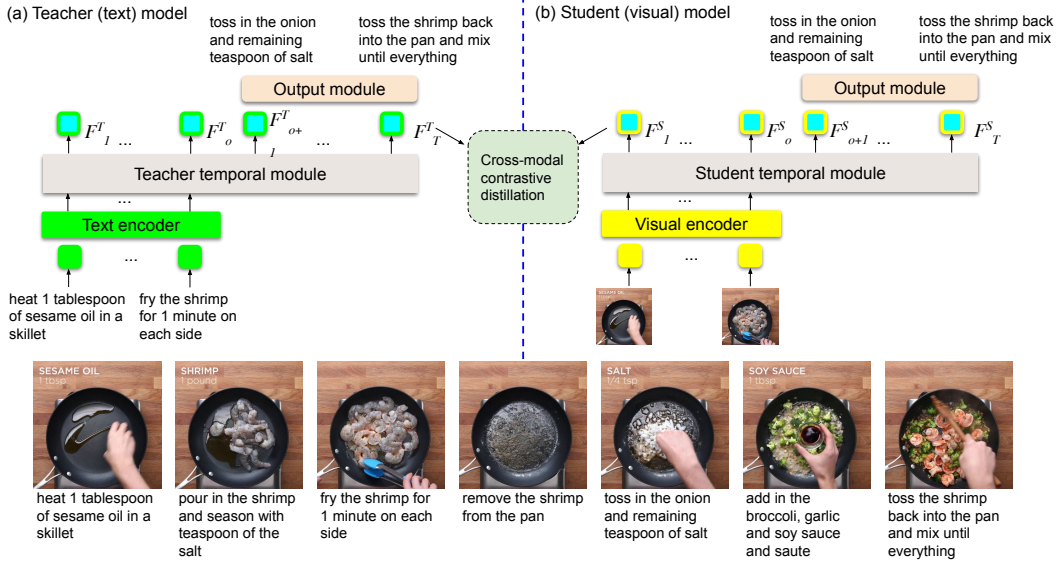 (a) Teacher (text) model
toss in the onion
and remaining
teaspoon of salt
toss the shrimp back
into the pan and mix
until everything
Output module
F^T_1
...
F^T_o
F^T_{o+1}
...
F^T_T
Teacher temporal module
...
Text encoder
...
heat 1 tablespoon
of sesame oil in a
skillet
fry the shrimp
for 1 minute on
each side
Cross-modal
contrastive
distillation
(b) Student (visual) model
toss in the onion
and remaining
teaspoon of salt
toss the shrimp back
into the pan and mix
until everything
Output module
F^S_1
...
F^S_o
F^S_{o+1}
...
F^S_T
Student temporal module
...
Visual encoder
...
SESAME OIL
SESAME OIL
1 tbsp
SHRIMP
1 pound
SALT
1/4 tsp
SOY SAUCE
1 tbsp
heat 1 tablespoon
of sesame oil in a
skillet
pour in the shrimp
and season with
teaspoon of the
salt
fry the shrimp for
1 minute on each
side
remove the shrimp
from the pan
toss in the onion
and remaining
teaspoon of salt
add in the
broccoli, garlic
and soy sauce
and saute
toss the shrimp
back into the pan
and mix until
everything